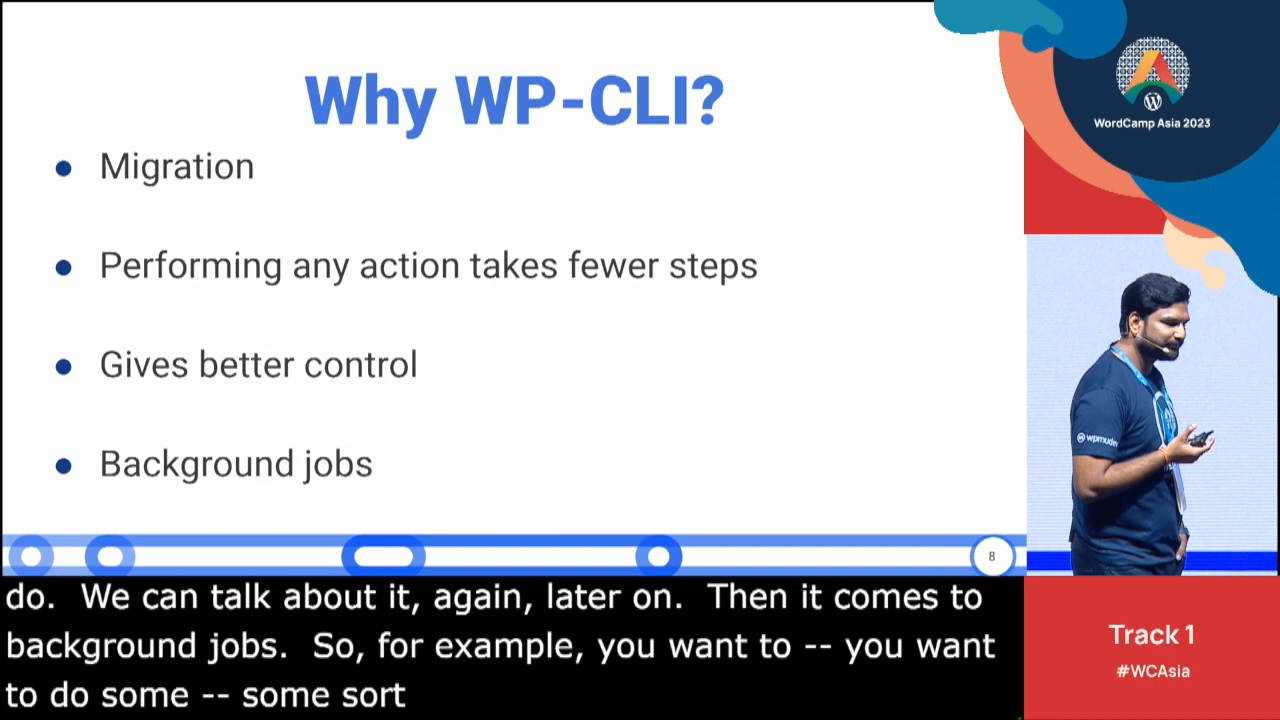 Why WP-CLI?
Migration
Performing any action takes fewer steps
Gives better control
Background jobs
8
do. We can talk about it, again, later on. Then it comes to
background jobs. So, for example, you want to -- you want
to do some -- some sort
WordCamp Asia 2023
wpmudev
Track 1
#WCAsia